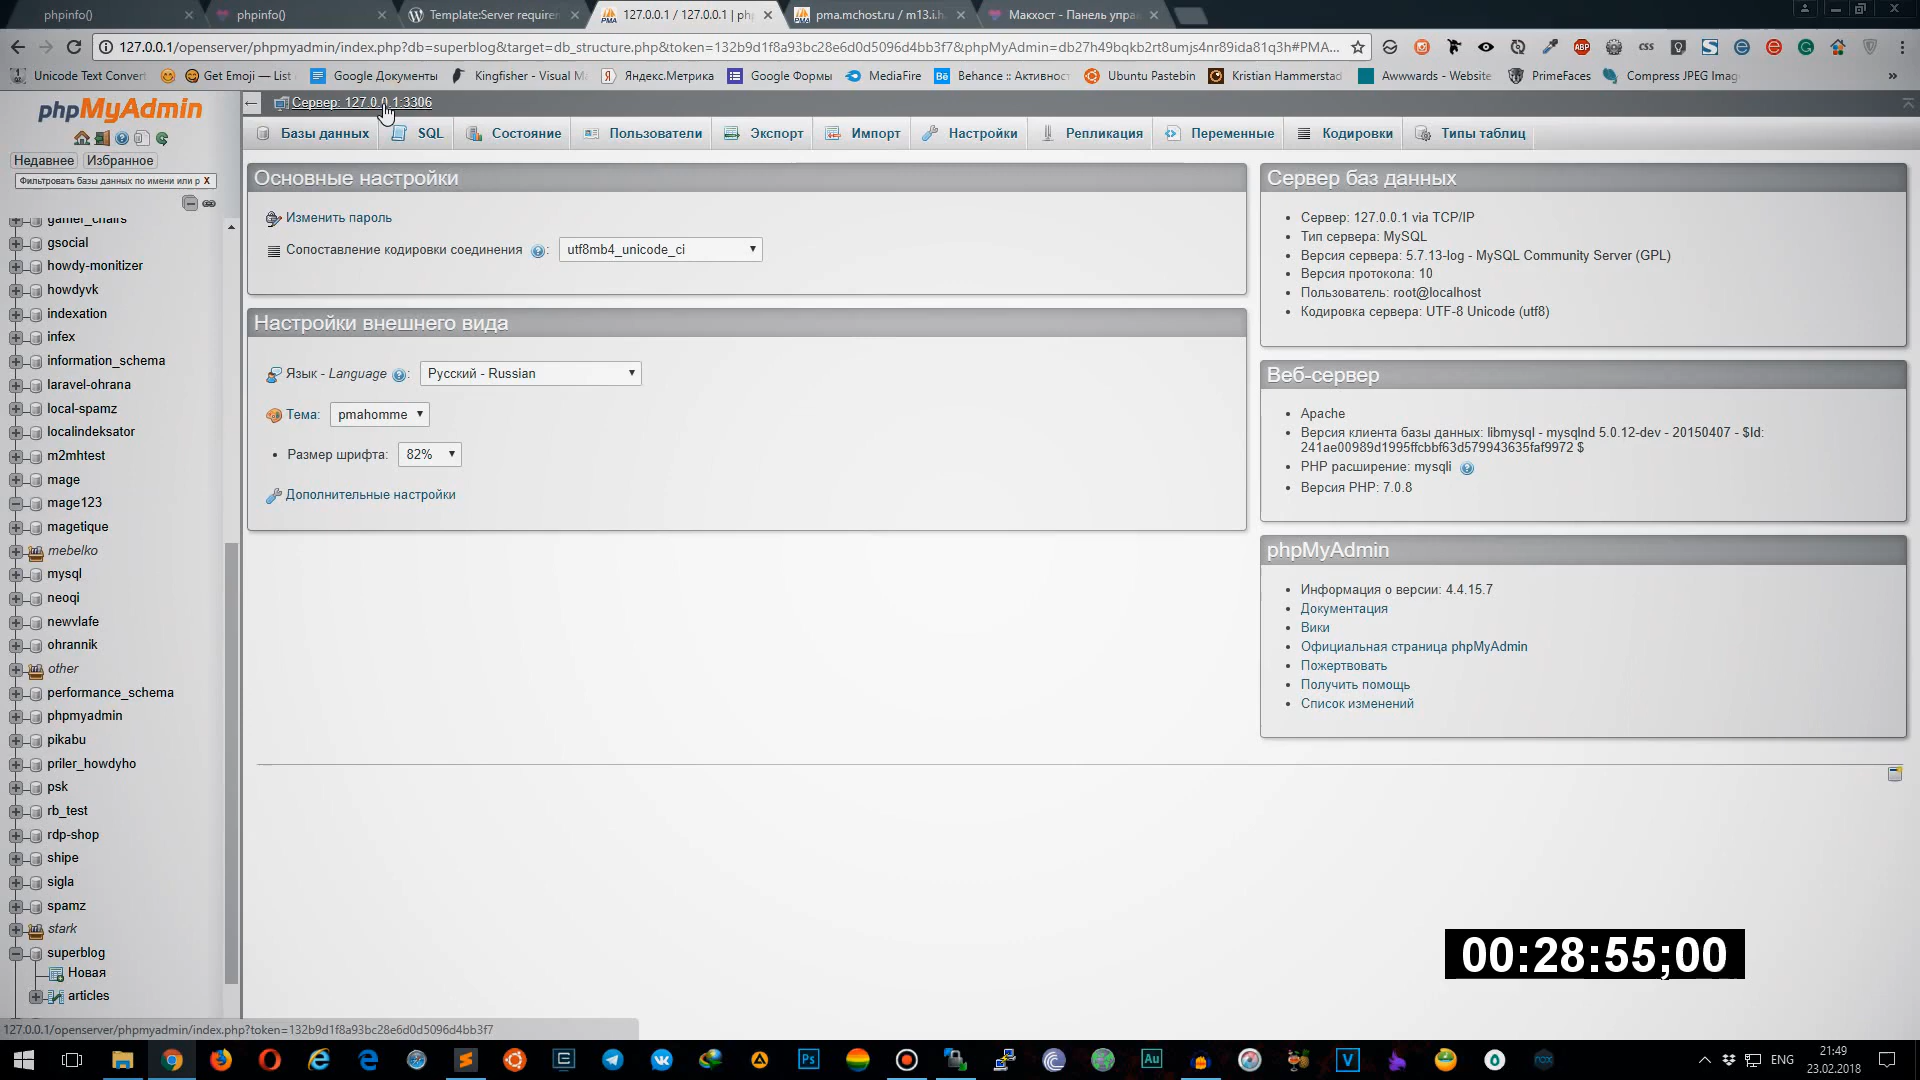 phpinfo()
phpinfo()
Template:Server requiren
127.0.0.1 / 127.0.0.1 | ph
pma.mchost.ru / m13.i.h
Макхост - Панель упра
127.0.0.1/openserver/phpmyadmin/index.php?db=superblog&target=db_structure.php&token=132b9d1f8a93bc28e6d0d5096d4bb3f7&phpMyAdmin=db27h49bqkb2rt8umjs4nr89ida81q3h#PMA...
Unicode Text Convert
Get Emoji — List
Google Документы
Kingfisher - Visual M
Яндекс.Метрика
Google Формы
MediaFire
Behance :: Активност
Ubuntu Pastebin
Kristian Hammerstad
Awwwards - Website
PrimeFaces
Compress JPEG Imag
phpMyAdmin
Недавнее
Избранное
Фильтровать базы данных по имени или р X
gamer_chairs
gsocial
howdy-monitizer
howdyvk
indexation
infex
information_schema
laravel-ohrana
local-spamz
localindeksator
m2mhtest
mage
mage123
magetique
mebelko
mysql
neoqi
newvlafe
ohrannik
other
performance_schema
phpmyadmin
pikabu
priler_howdyho
psk
rb_test
rdp-shop
shipe
sigla
spamz
stark
superblog
Новая
articles
Сервер: 127.0.0.1:3306
Базы данных
SQL
Состояние
Пользователи
Экспорт
Импорт
Настройки
Репликация
Переменные
Кодировки
Типы таблиц
Основные настройки
Изменить пароль
Сопоставление кодировки соединения : utf8mb4_unicode_ci
Настройки внешнего вида
Язык - Language : Русский - Russian
Тема: pmahomme
• Размер шрифта: 82%
Дополнительные настройки
Сервер баз данных
• Сервер: 127.0.0.1 via TCP/IP
• Тип сервера: MySQL
• Версия сервера: 5.7.13-log - MySQL Community Server (GPL)
• Версия протокола: 10
• Пользователь: root@localhost
• Кодировка сервера: UTF-8 Unicode (utf8)
Веб-сервер
• Apache
• Версия клиента базы данных: libmysql - mysqlnd 5.0.12-dev - 20150407 - $Id:
241ae00989d1995ffcbbf63d579943635faf9972 $
• PHP расширение: mysqli
• Версия PHP: 7.0.8
phpMyAdmin
• Информация о версии: 4.4.15.7
• Документация
• Вики
• Официальная страница phpMyAdmin
• Пожертвовать
• Получить помощь
• Список изменений
00:28:55;00
127.0.0.1/openserver/phpmyadmin/index.php?token=132b9d1f8a93bc28e6d0d5096d4bb3f7
ENG
21:49
23.02.2018